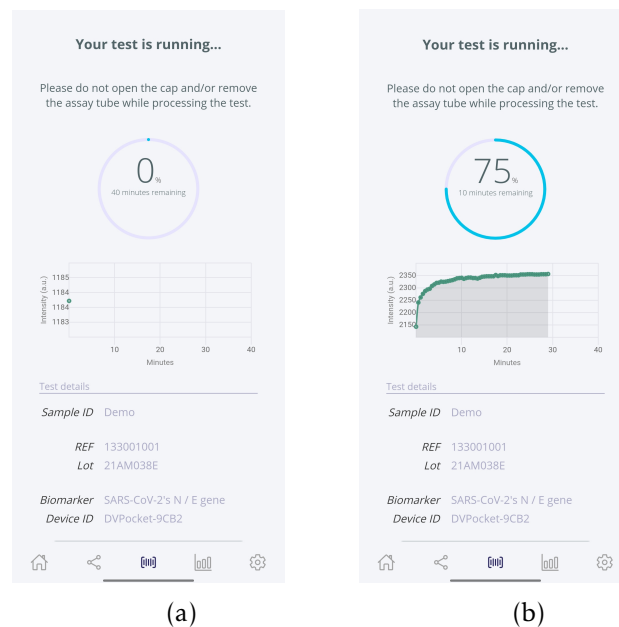 Your test is running...
Please do not open the cap and/or remove
the assay tube while processing the test.
0%
40 minutes remaining
Intensity (a.u.)
1185
1184
1184
1183
10 20 30 40
Minutes
Test details
Sample ID Demo
REF 133001001
Lot 21AM038E
Biomarker SARS-CoV-2's N / E gene
Device ID DVPocket-9CB2
(a)
Your test is running...
Please do not open the cap and/or remove
the assay tube while processing the test.
75%
10 minutes remaining
Intensity (a.u.)
2350
2300
2250
2200
2150
10 20 30 40
Minutes
Test details
Sample ID Demo
REF 133001001
Lot 21AM038E
Biomarker SARS-CoV-2's N / E gene
Device ID DVPocket-9CB2
(b)